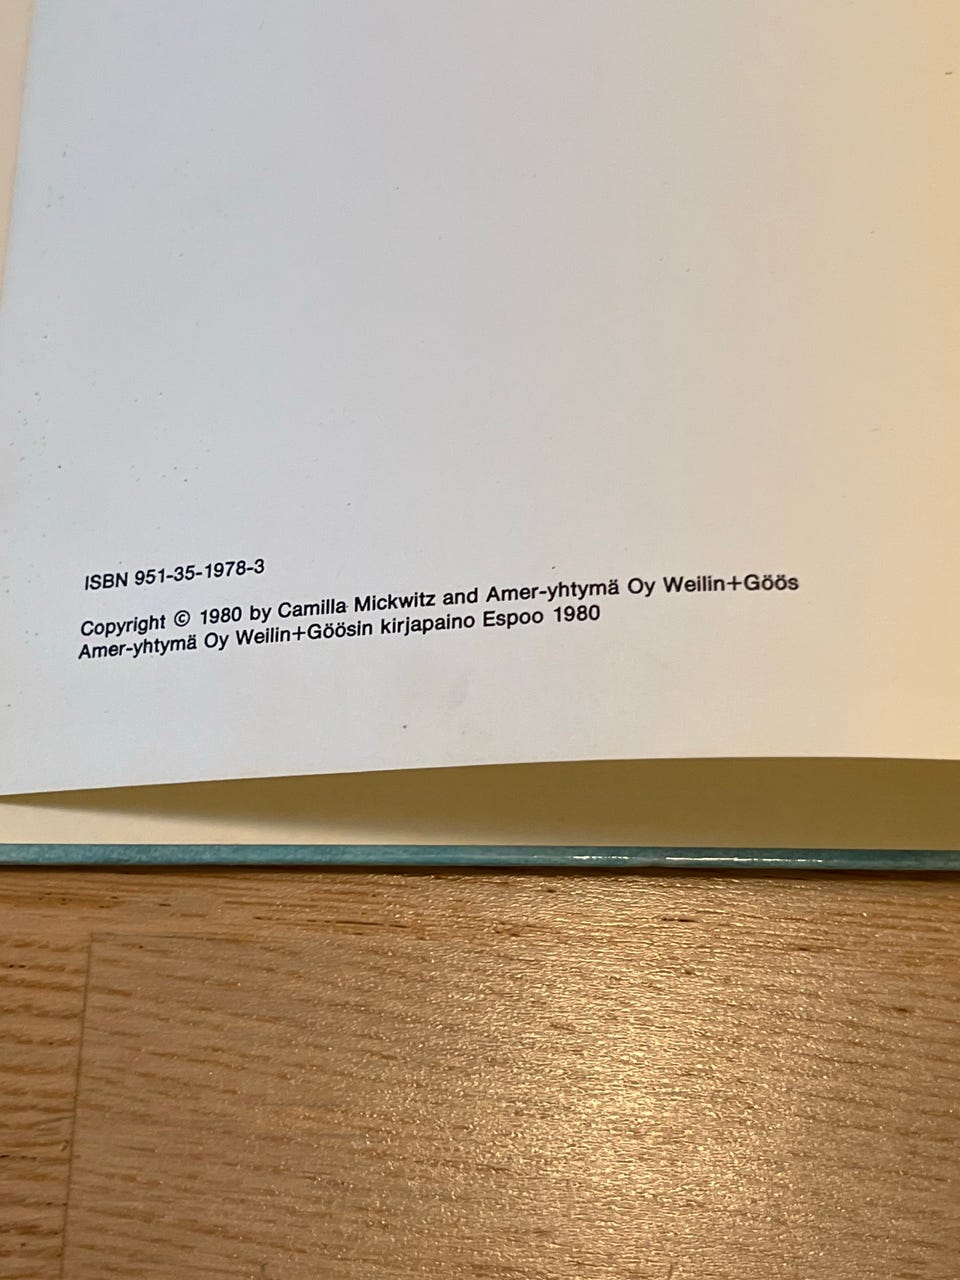 ISBN 951-35-1978-3
Copyright © 1980 by Camilla Mickwitz and Amer-yhtymä Oy Weilin+Göös
Amer-yhtymä Oy Weilin+Göösin kirjapaino Espoo 1980